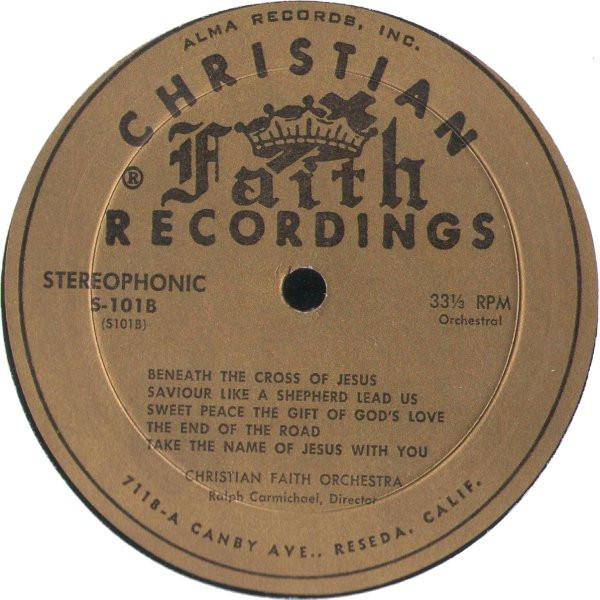 ALMA RECORDS, INC.
CHRISTIAN
Faith
®
RECORDINGS
STEREOPHONIC
S-101B
(S101B)
33⅓ RPM
Orchestral
BENEATH THE CROSS OF JESUS
SAVIOUR LIKE A SHEPHERD LEAD US
SWEET PEACE THE GIFT OF GOD'S LOVE
THE END OF THE ROAD
TAKE THE NAME OF JESUS WITH YOU
CHRISTIAN FAITH ORCHESTRA
Ralph Carmichael, Director
7118-A CANBY AVE., RESEDA, CALIF.